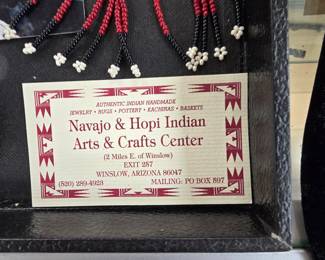 AUTHENTIC INDIAN HANDMADE
JEWELRY • RUGS • POTTERY • KACHINAS • BASKETS
Navajo & Hopi Indian
Arts & Crafts Center
(2 Miles E. of Winslow)
EXIT 257
WINSLOW, ARIZONA 86047
(520) 289-4923 MAILING: PO BOX 897